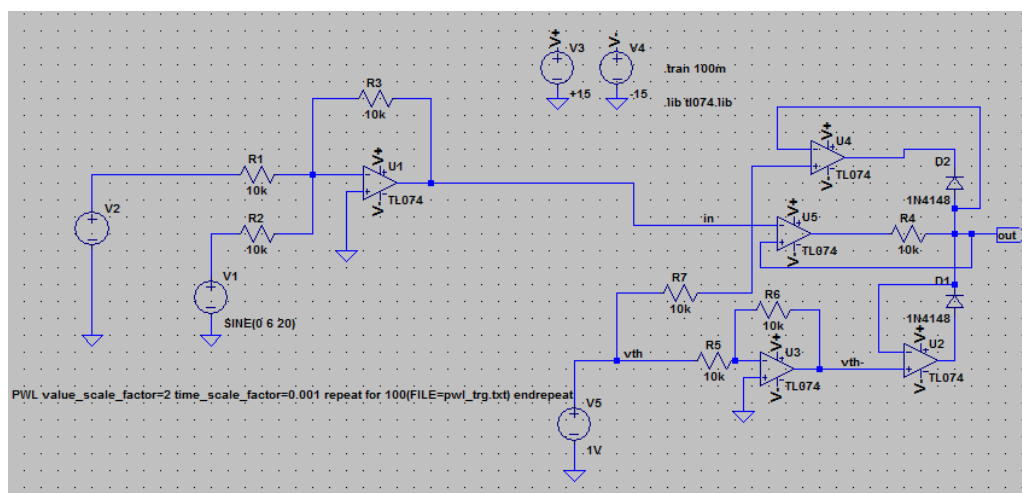 V+
V3
+15
V-
V4
-15
.tran 100m
.lib tl074.lib
R3
10k
R1
10k
V+
U1
TL074
V-
V2
R2
10k
V1
SINE(0 6 20)
V+
U4
TL074
V-
D2
1N4148
in
V+
U5
TL074
V-
R4
10k
out
R7
10k
R6
10k
D1
1N4148
vth
R5
10k
V+
U3
TL074
V-
vth-
V+
U2
TL074
V-
PWL value_scale_factor=2 time_scale_factor=0.001 repeat for 100(FILE=pwl_trg.txt) endrepeat
V5
1V